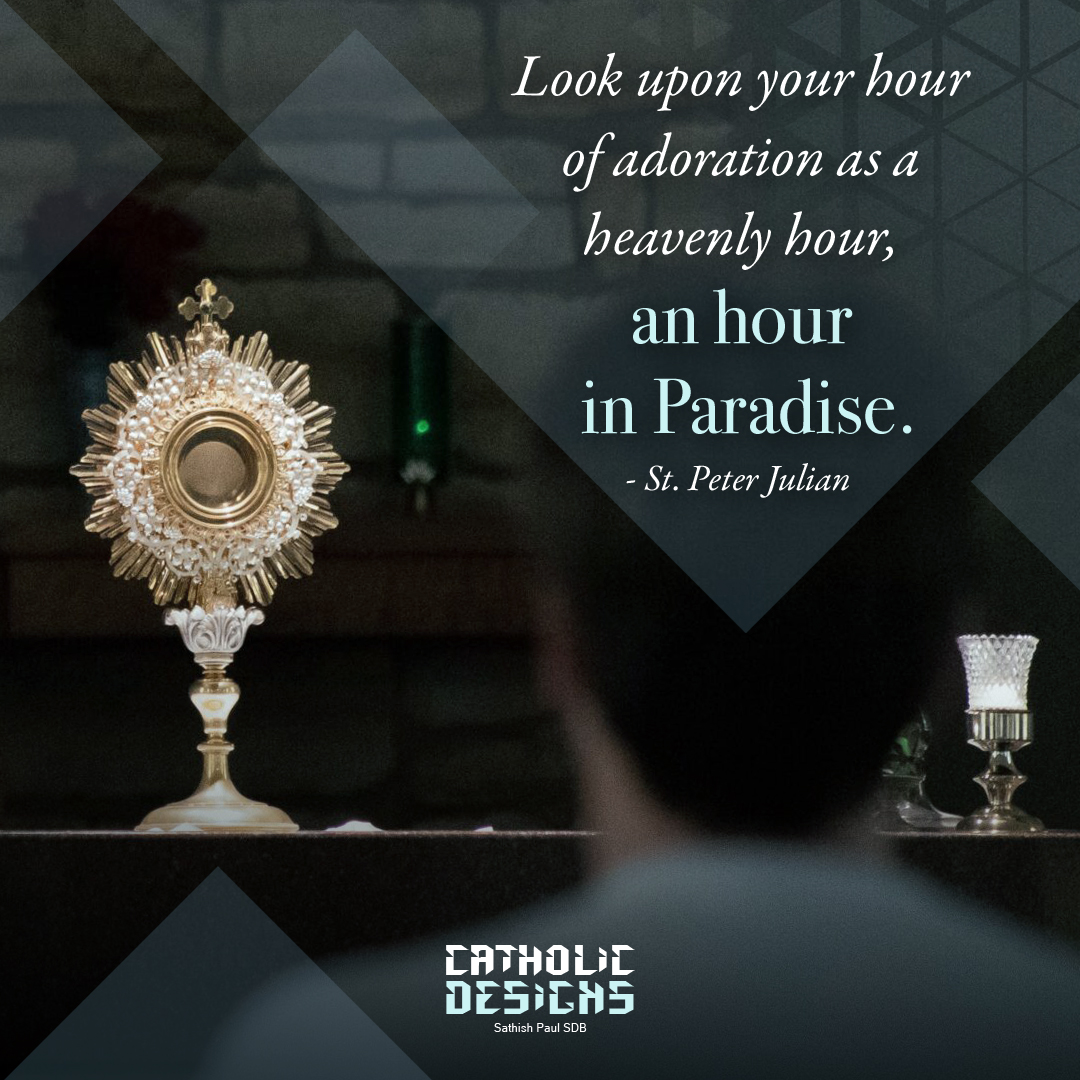 Look upon your hour
of adoration as a
heavenly hour,
an hour
in Paradise.
- St. Peter Julian
CATHOLIC
DESIGNS
Sathish Paul SDB